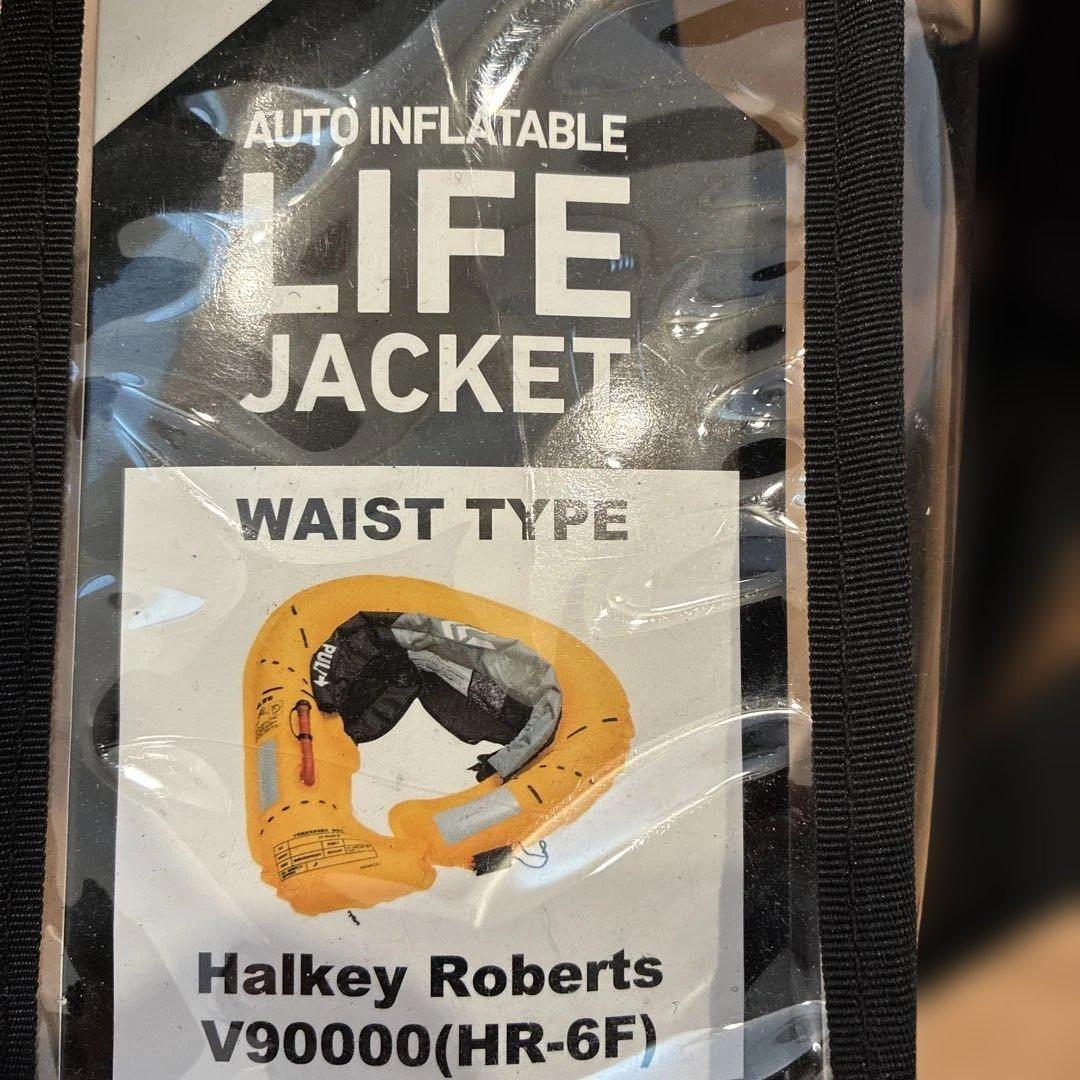 AUTO INFLATABLE
LIFE
JACKET
WAIST TYPE
PULL
Halkey Roberts
V90000(HR-6F)